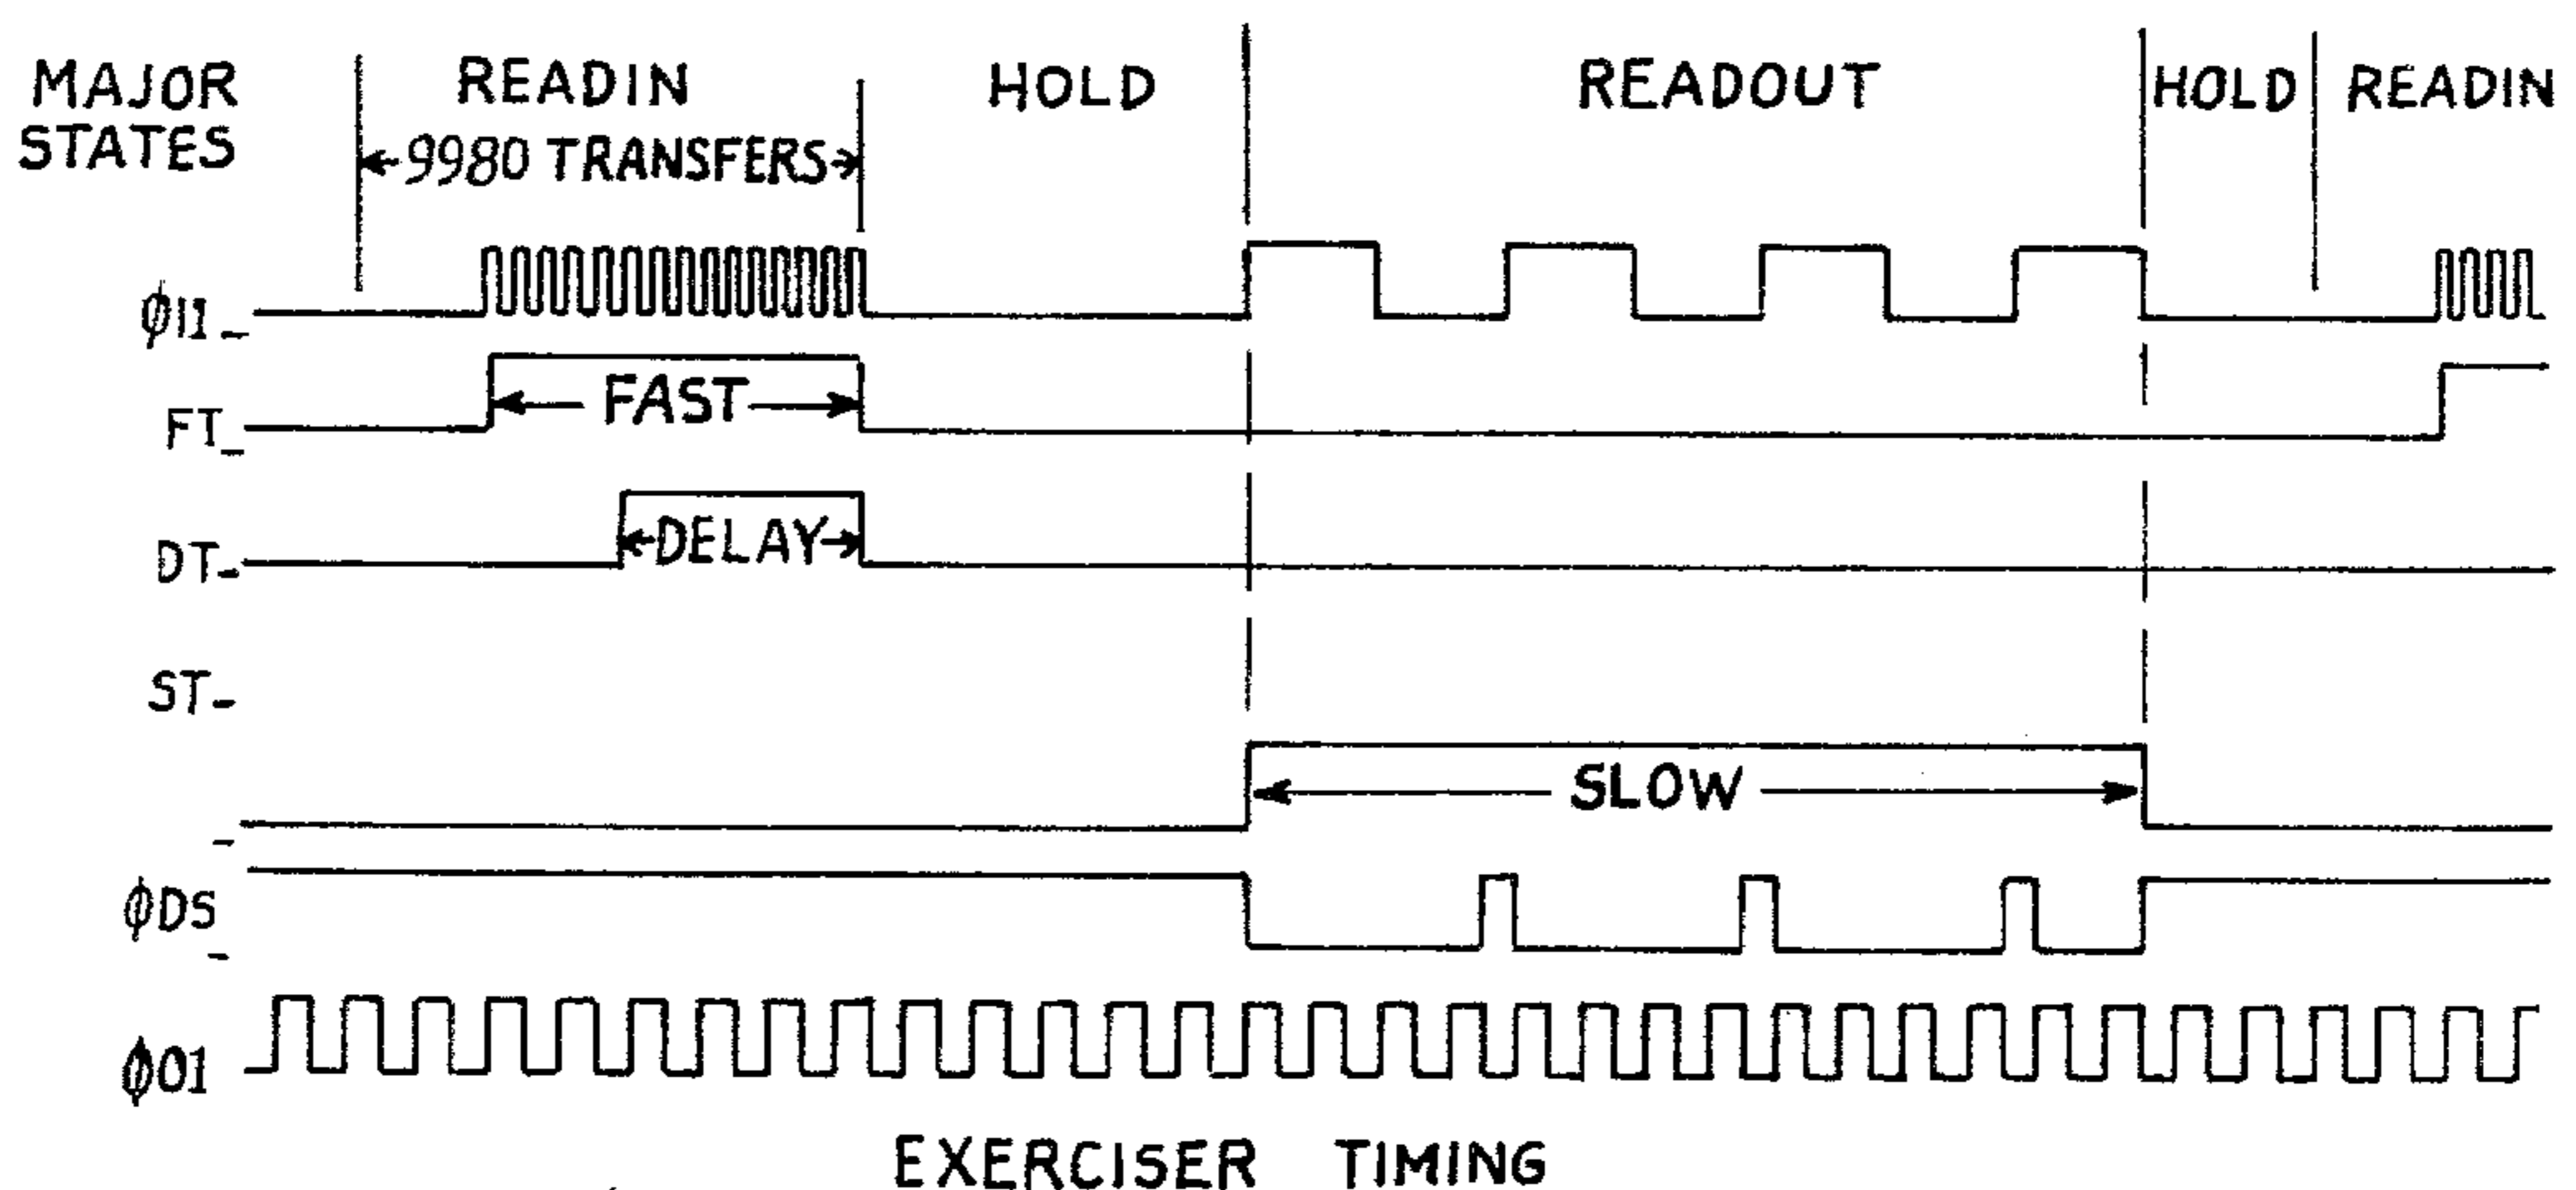 MAJOR STATES
READIN
HOLD
READOUT
HOLD
READIN
9980 TRANSFERS
ϕI1
FT
FAST
DT
DELAY
ST
SLOW
ϕDS
ϕO1
EXERCISER TIMING